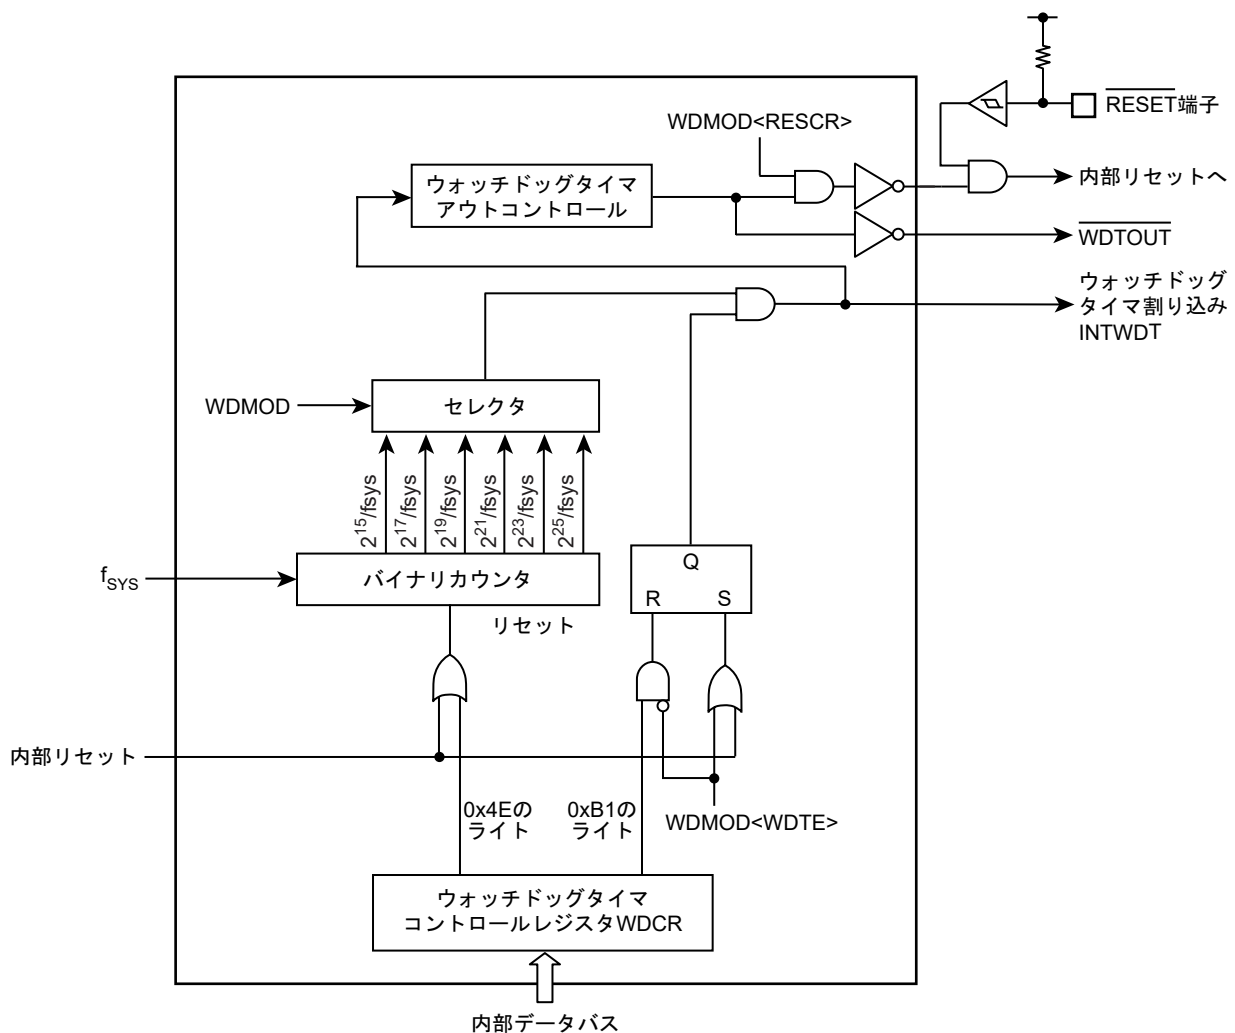 RESET端子
WDMOD<RESCR>
内部リセットへ
ウォッチドッグタイマ
アウトコントロール
WDTOUT
ウォッチドッグ
タイマ割り込み
INTWDT
WDMOD
セレクタ
2^15/fsys
2^17/fsys
2^19/fsys
2^21/fsys
2^23/fsys
2^25/fsys
fSYS
バイナリカウンタ
リセット
Q
R
S
内部リセット
0x4Eの
ライト
0xB1の
ライト
WDMOD<WDTE>
ウォッチドッグタイマ
コントロールレジスタWDCR
内部データバス